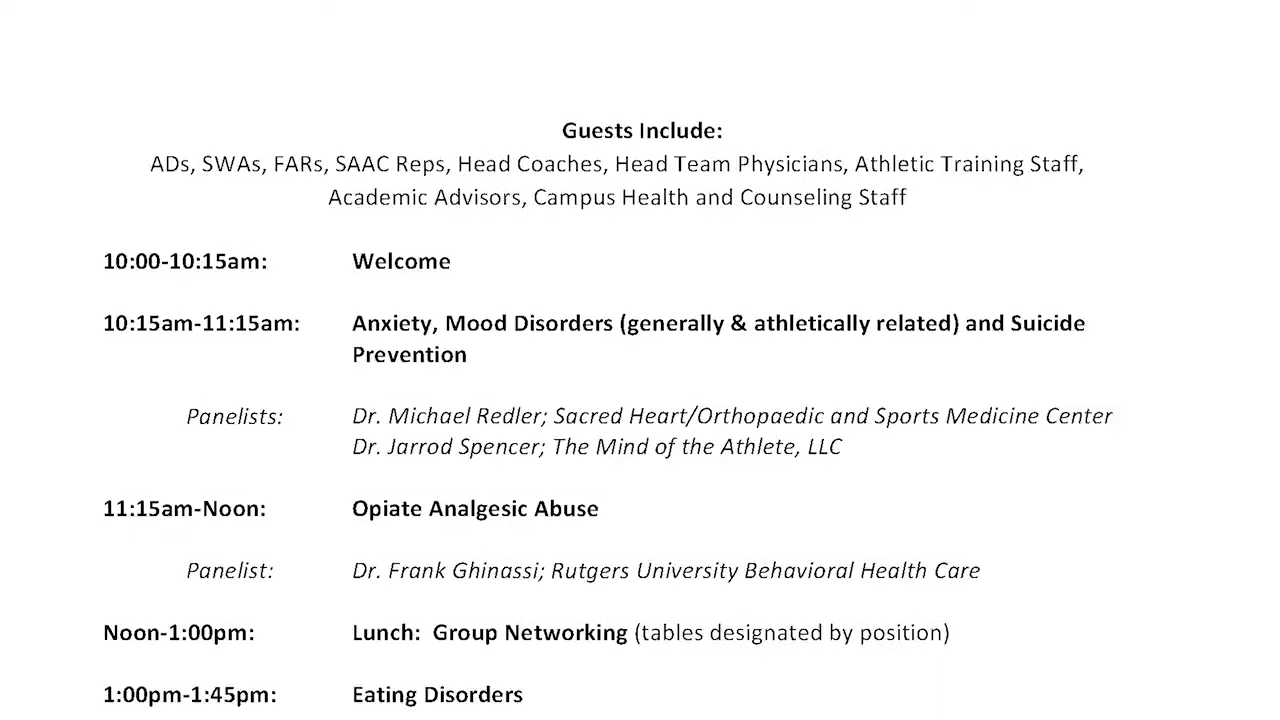 Guests Include:
ADs, SWAs, FARs, SAAC Reps, Head Coaches, Head Team Physicians, Athletic Training Staff,
Academic Advisors, Campus Health and Counseling Staff
10:00-10:15am: Welcome
10:15am-11:15am: Anxiety, Mood Disorders (generally & athletically related) and Suicide
Prevention
Panelists: Dr. Michael Redler; Sacred Heart/Orthopaedic and Sports Medicine Center
Dr. Jarrod Spencer; The Mind of the Athlete, LLC
11:15am-Noon: Opiate Analgesic Abuse
Panelist: Dr. Frank Ghinassi; Rutgers University Behavioral Health Care
Noon-1:00pm: Lunch: Group Networking (tables designated by position)
1:00pm-1:45pm: Eating Disorders